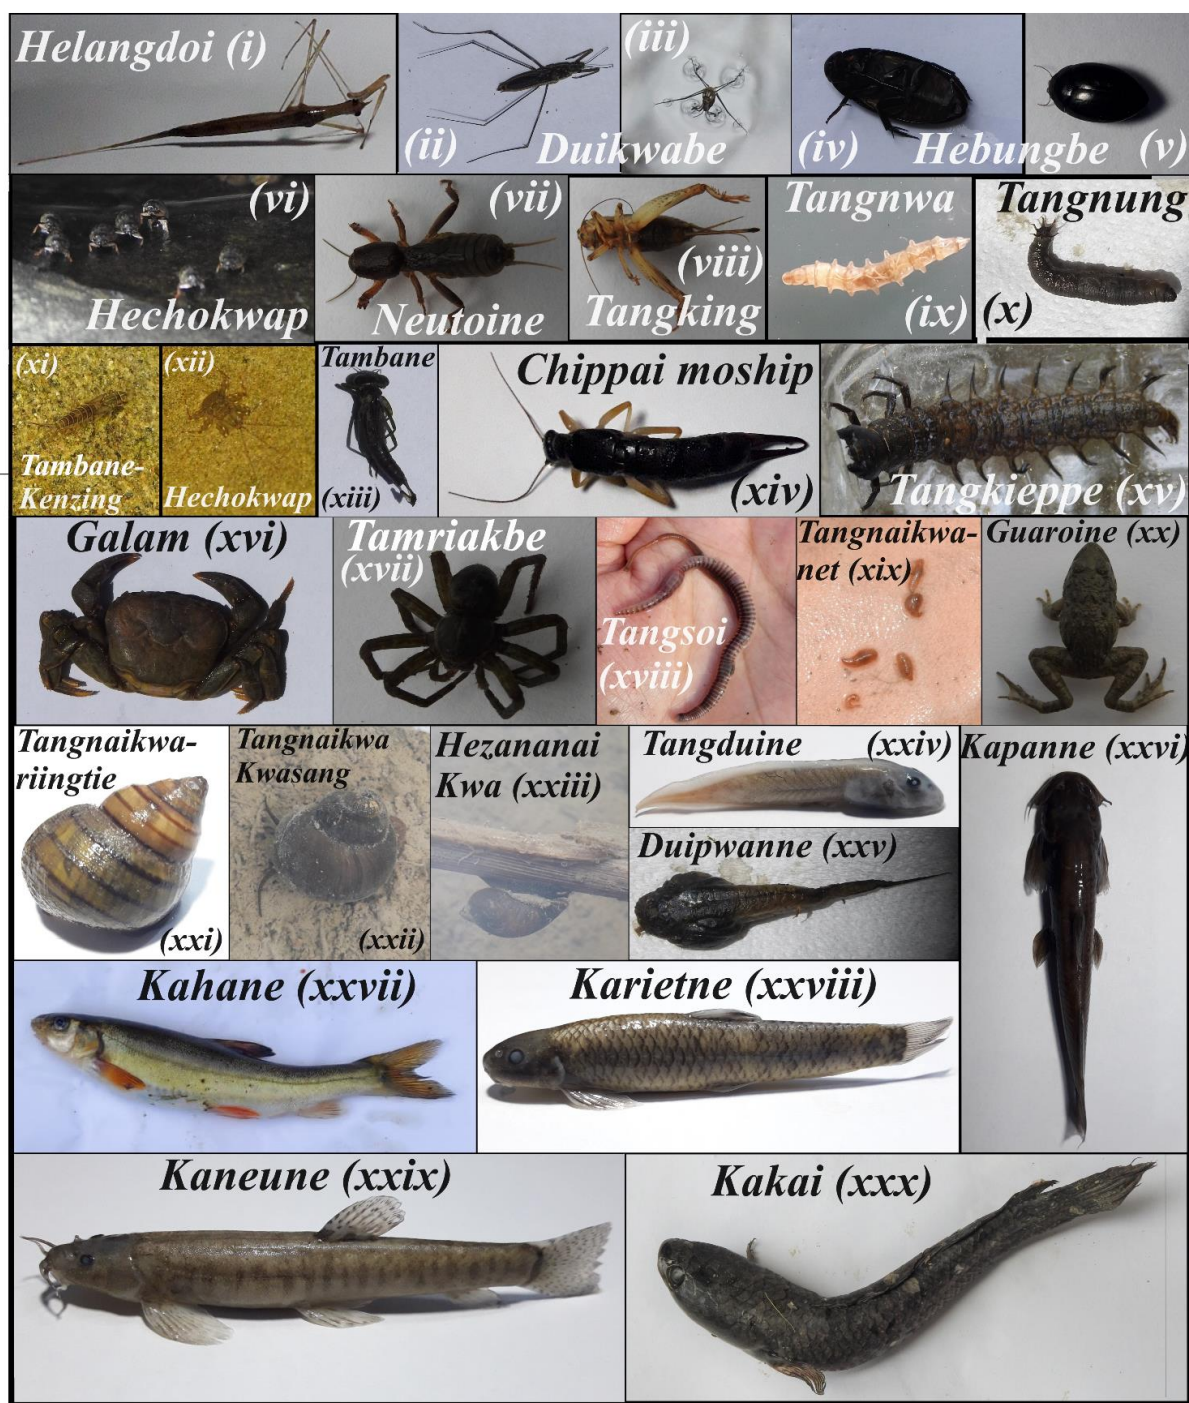 Helangdoi (i)
(ii)
(iii)
Duikwabe
(iv)
Hebungbe
(v)
(vi)
Hechokwap
(vii)
Neutoine
(viii)
Tangking
Tangnwa
(ix)
Tangnung
(x)
(xi)
Tambane-
Kenzing
(xii)
Hechokwap
Tambane
(xiii)
Chippai moship
(xiv)
Tangkieppe (xv)
Galam (xvi)
Tamriakbe
(xvii)
Tangsoi
(xviii)
Tangnaikwa-
net (xix)
Guaroine (xx)
Tangnaikwa-
riingtie
(xxi)
Tangnaikwa
Kwasang
(xxii)
Hezananai
Kwa (xxiii)
Tangduine (xxiv)
Duipwanne (xxv)
Kapanne (xxvi)
Kahane (xxvii)
Karietne (xxviii)
Kaneune (xxix)
Kakai (xxx)